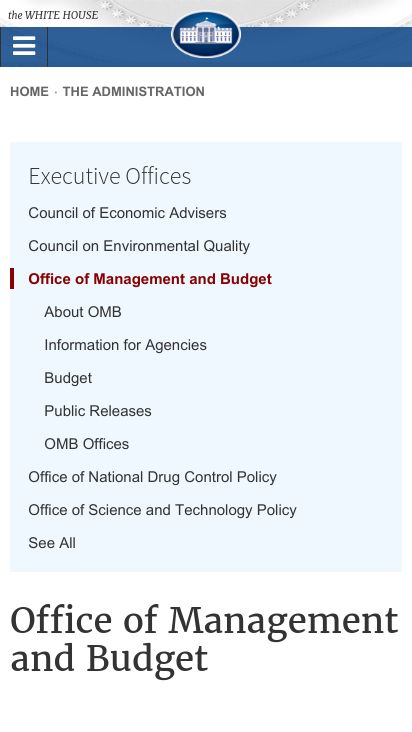 the WHITE HOUSE
HOME · THE ADMINISTRATION
Executive Offices
Council of Economic Advisers
Council on Environmental Quality
Office of Management and Budget
About OMB
Information for Agencies
Budget
Public Releases
OMB Offices
Office of National Drug Control Policy
Office of Science and Technology Policy
See All
Office of Management
and Budget